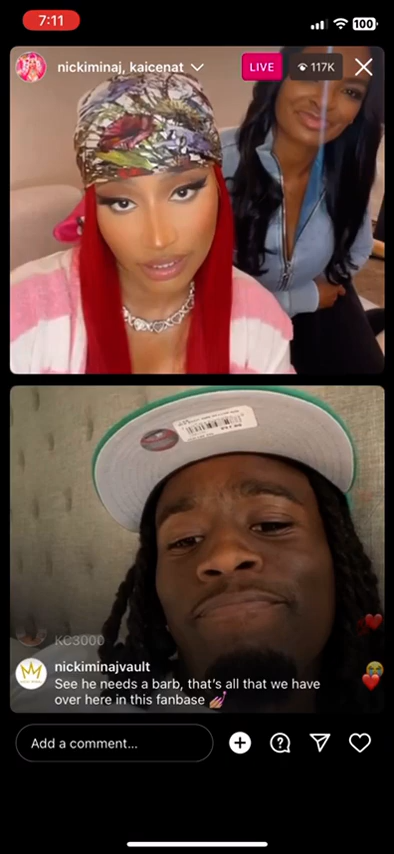 7:11
100
nickiminaj, kaicenat
LIVE
117K
KC3000
nickiminajvault
See he needs a barb, that's all that we have
over here in this fanbase 💅🏼
Add a comment...